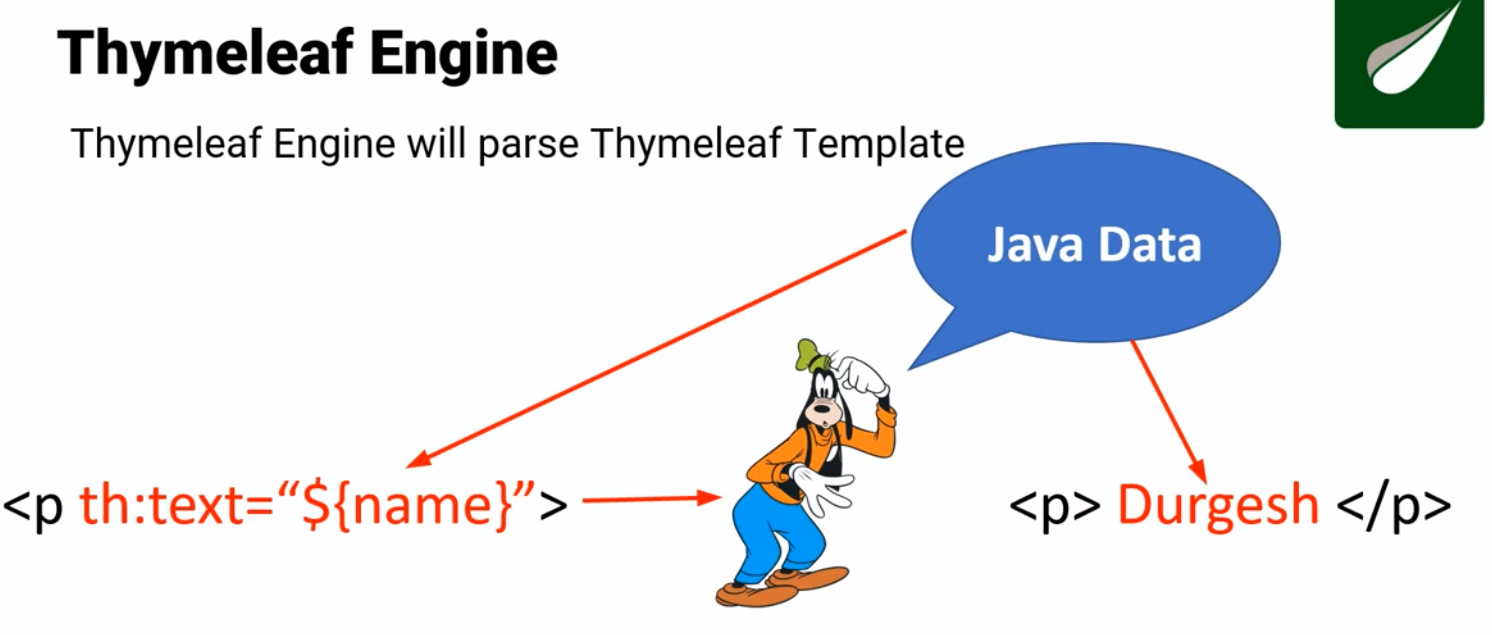 Thymeleaf Engine
Thymeleaf Engine will parse Thymeleaf Template
Java Data
<p th:text=“${name}”>
<p> Durgesh </p>